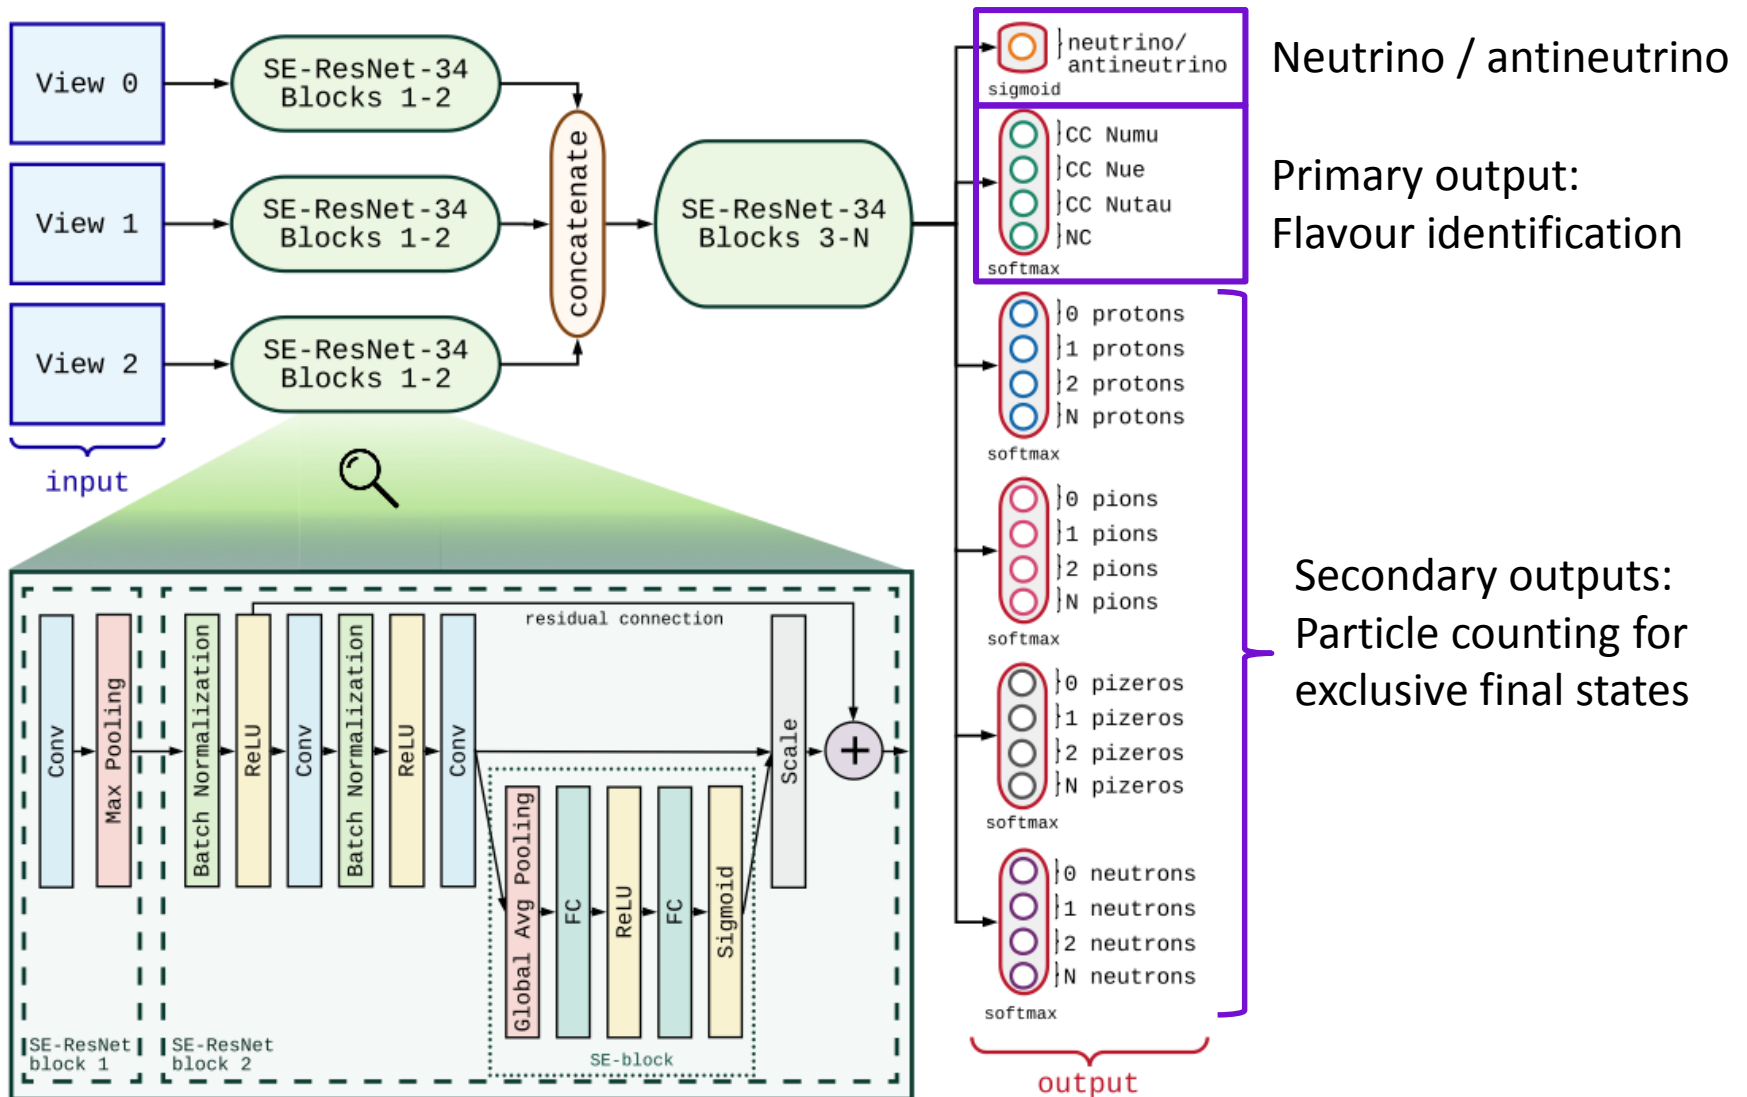 View 0
SE-ResNet-34
Blocks 1-2
View 1
SE-ResNet-34
Blocks 1-2
View 2
SE-ResNet-34
Blocks 1-2
input
concatenate
SE-ResNet-34
Blocks 3-N
neutrino/
antineutrino
sigmoid
Neutrino / antineutrino
CC Numu
CC Nue
CC Nutau
NC
softmax
Primary output:
Flavour identification
0 protons
1 protons
2 protons
N protons
softmax
0 pions
1 pions
2 pions
N pions
softmax
0 pizeros
1 pizeros
2 pizeros
N pizeros
softmax
0 neutrons
1 neutrons
2 neutrons
N neutrons
softmax
output
Secondary outputs:
Particle counting for
exclusive final states
Conv
Max Pooling
SE-ResNet
block 1
Batch Normalization
ReLU
Conv
Batch Normalization
ReLU
Conv
residual connection
Global Avg Pooling
FC
ReLU
FC
Sigmoid
SE-block
Scale
+
SE-ResNet
block 2